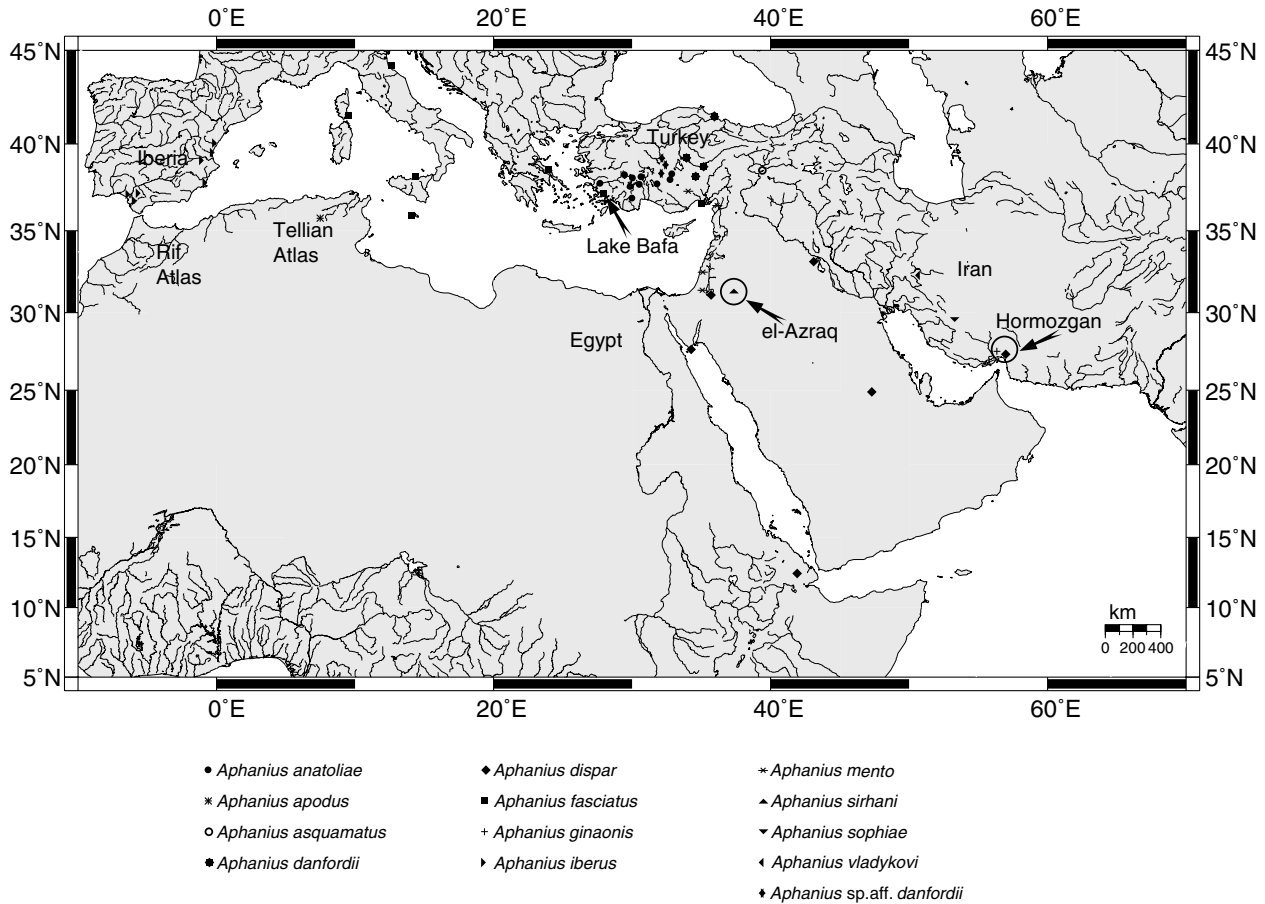 0˚E 20˚E 40˚E 60˚E
45˚N 45˚N
40˚N Turkey 40˚N
Iberia
35˚N 35˚N
Tellian
Atlas
Rif
Atlas
Lake Bafa
Iran
30˚N 30˚N
el-Azraq
Hormozgan
Egypt
25˚N 25˚N
20˚N 20˚N
15˚N 15˚N
10˚N 10˚N
km
0 200 400
5˚N 5˚N
0˚E 20˚E 40˚E 60˚E
Aphanius anatoliae
Aphanius apodus
Aphanius asquamatus
Aphanius danfordii
Aphanius dispar
Aphanius fasciatus
Aphanius ginaonis
Aphanius iberus
Aphanius mento
Aphanius sirhani
Aphanius sophiae
Aphanius vladykovi
Aphanius sp.aff. danfordii